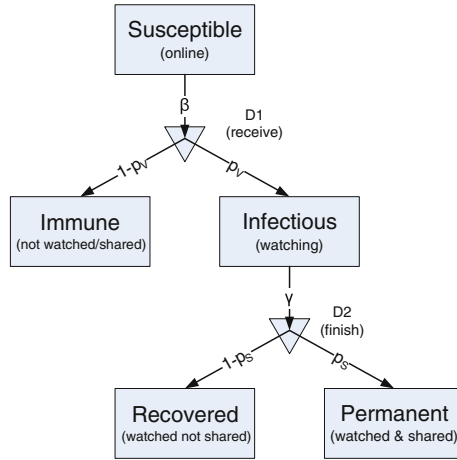 Susceptible
(online)
β
D1
(receive)
1-pV
pV
Immune
(not watched/shared)
Infectious
(watching)
γ
D2
(finish)
1-pS
pS
Recovered
(watched not shared)
Permanent
(watched & shared)